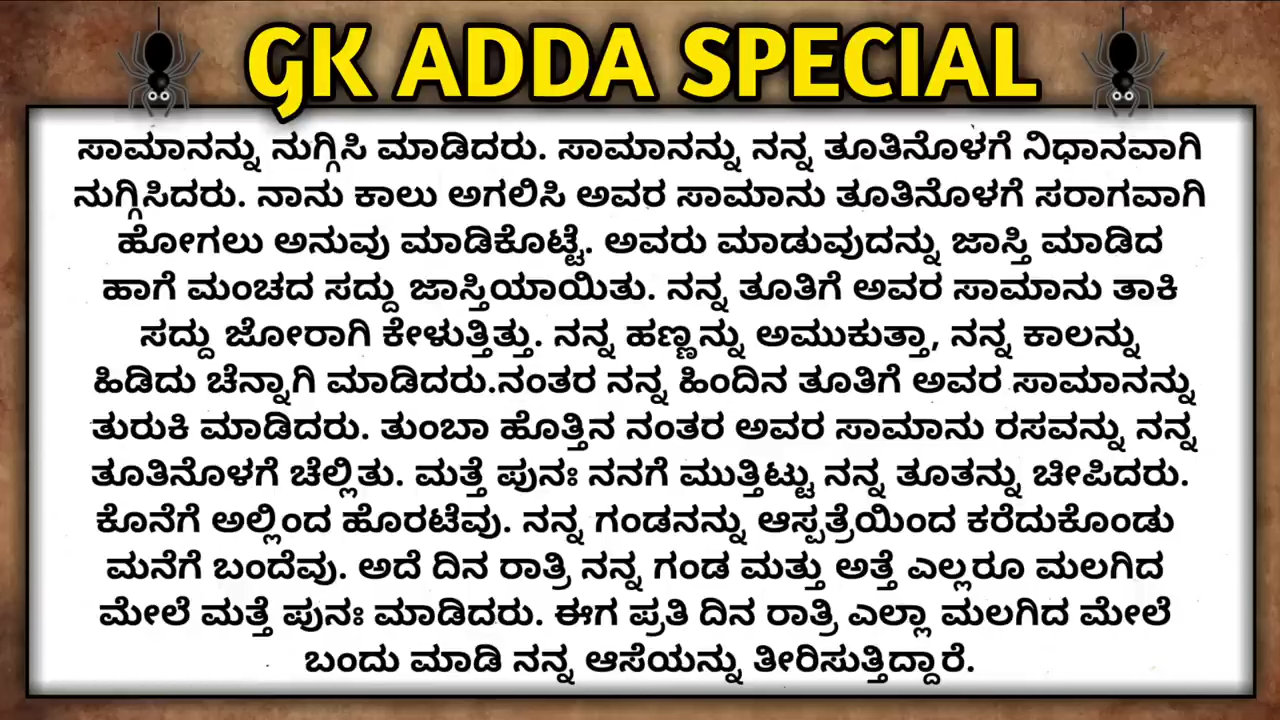 GK ADDA SPECIAL
ಸಾಮಾನನ್ನು ನುಗ್ಗಿಸಿ ಮಾಡಿದರು. ಸಾಮಾನನ್ನು ನನ್ನ ತೂತಿನೊಳಗೆ ನಿಧಾನವಾಗಿ
ನುಗ್ಗಿಸಿದರು. ನಾನು ಕಾಲು ಅಗಲಿಸಿ ಅವರ ಸಾಮಾನು ತೂತಿನೊಳಗೆ ಸರಾಗವಾಗಿ
ಹೋಗಲು ಅನುವು ಮಾಡಿಕೊಟ್ಟೆ. ಅವರು ಮಾಡುವುದನ್ನು ಜಾಸ್ತಿ ಮಾಡಿದ
ಹಾಗೆ ಮಂಚದ ಸದ್ದು ಜಾಸ್ತಿಯಾಯಿತು. ನನ್ನ ತೂತಿಗೆ ಅವರ ಸಾಮಾನು ತಾಕಿ
ಸದ್ದು ಜೋರಾಗಿ ಕೇಳುತ್ತಿತ್ತು. ನನ್ನ ಹಣ್ಣನ್ನು ಅಮುಕುತ್ತಾ, ನನ್ನ ಕಾಲನ್ನು
ಹಿಡಿದು ಚೆನ್ನಾಗಿ ಮಾಡಿದರು.ನಂತರ ನನ್ನ ಹಿಂದಿನ ತೂತಿಗೆ ಅವರ ಸಾಮಾನನ್ನು
ತುರುಕಿ ಮಾಡಿದರು. ತುಂಬಾ ಹೊತ್ತಿನ ನಂತರ ಅವರ ಸಾಮಾನು ರಸವನ್ನು ನನ್ನ
ತೂತಿನೊಳಗೆ ಚೆಲ್ಲಿತು. ಮತ್ತೆ ಪುನಃ ನನಗೆ ಮುತ್ತಿಟ್ಟು ನನ್ನ ತೂತನ್ನು ಚೀಪಿದರು.
ಕೊನೆಗೆ ಅಲ್ಲಿಂದ ಹೊರಟೆವು. ನನ್ನ ಗಂಡನನ್ನು ಆಸ್ಪತ್ರೆಯಿಂದ ಕರೆದುಕೊಂಡು
ಮನೆಗೆ ಬಂದೆವು. ಅದೆ ದಿನ ರಾತ್ರಿ ನನ್ನ ಗಂಡ ಮತ್ತು ಅತ್ತೆ ಎಲ್ಲರೂ ಮಲಗಿದ
ಮೇಲೆ ಮತ್ತೆ ಪುನಃ ಮಾಡಿದರು. ಈಗ ಪ್ರತಿ ದಿನ ರಾತ್ರಿ ಎಲ್ಲಾ ಮಲಗಿದ ಮೇಲೆ
ಬಂದು ಮಾಡಿ ನನ್ನ ಆಸೆಯನ್ನು ತೀರಿಸುತ್ತಿದ್ದಾರೆ.